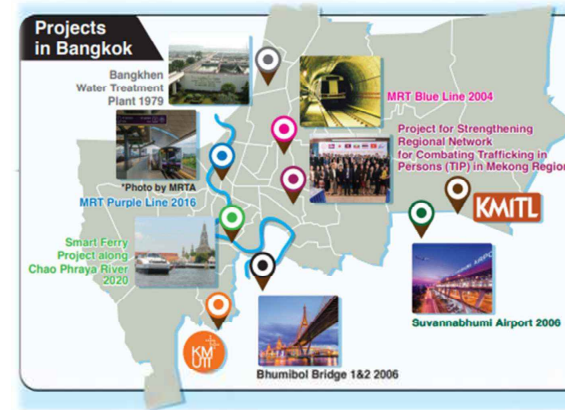 Projects
in Bangkok
Bangkhen
Water Treatment
Plant 1979
MRT Blue Line 2004
Project for Strengthening
Regional Network
for Combating Trafficking in
Persons (TIP) in Mekong Region
*Photo by MRTA
MRT Purple Line 2016
KMITL
Smart Ferry
Project along
Chao Phraya River
2020
Suvannabhumi Airport 2006
KM
UTT
Bhumibol Bridge 1&2 2006